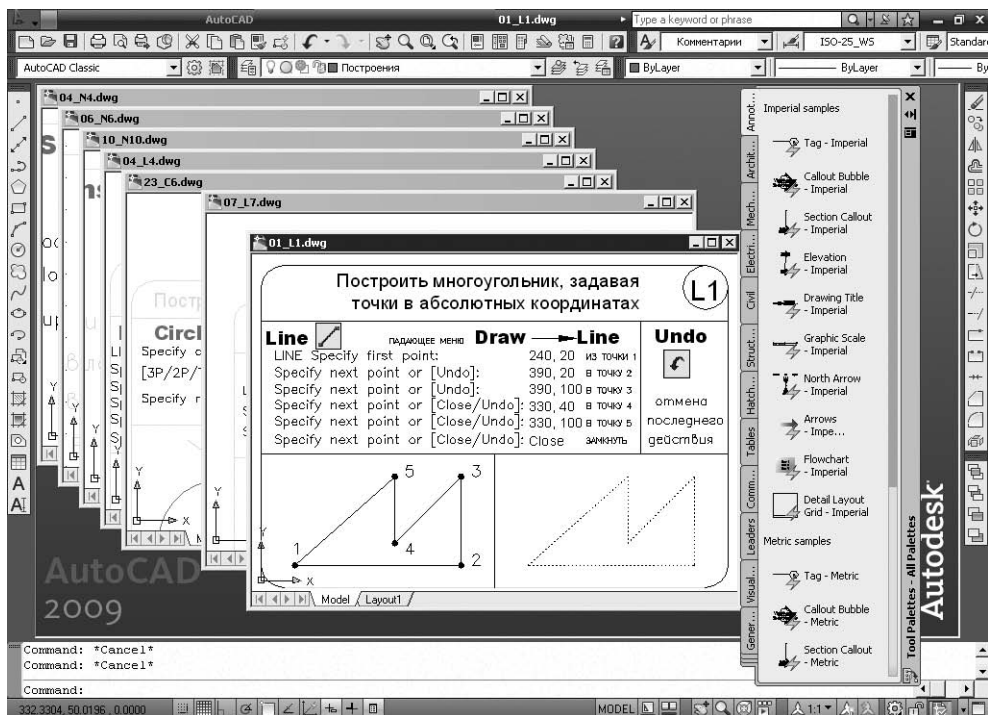 AutoCAD 01_L1.dwg Type a keyword or phrase
Комментарии ISO-25_WS Standard
AutoCAD Classic Построения ByLayer ByLayer By
04_N4.dwg
06_N6.dwg
10_N10.dwg
04_L4.dwg
23_C6.dwg
07_L7.dwg
01_L1.dwg
Построить многоугольник, задавая
точки в абсолютных координатах
L1
Line падающее меню Draw Line Undo
LINE Specify first point: 240,20 из точки 1
Specify next point or [Undo]: 390,20 в точку 2
Specify next point or [Undo]: 390,100 в точку 3
Specify next point or [Close/Undo]: 330,40 в точку 4
Specify next point or [Close/Undo]: 330,100 в точку 5
Specify next point or [Close/Undo]: Close замкнуть
отмена
последнего
действия
1 2 3 4 5
Y X
Model Layout1
Постр
Circl
Specify c
[3P/2P/T
Specify r
Y X
AutoCAD
2009
Autodesk
Annot...
Archit...
Mech...
Electri...
Civil
Struct...
Hatch...
Tables
Comm...
Leaders
Visual...
Gener...
Imperial samples
Tag - Imperial
Callout Bubble
- Imperial
Section Callout
- Imperial
Elevation
- Imperial
Drawing Title
- Imperial
Graphic Scale
- Imperial
North Arrow
- Imperial
Arrows
- Impe...
Flowchart
- Imperial
Detail Layout
Grid - Imperial
Metric samples
Tag - Metric
Callout Bubble
- Metric
Section Callout
- Metric
Tool Palettes - All Palettes
Command: *Cancel*
Command: *Cancel*
Command:
332.3304, 50.0196, 0.0000 MODEL 1:1